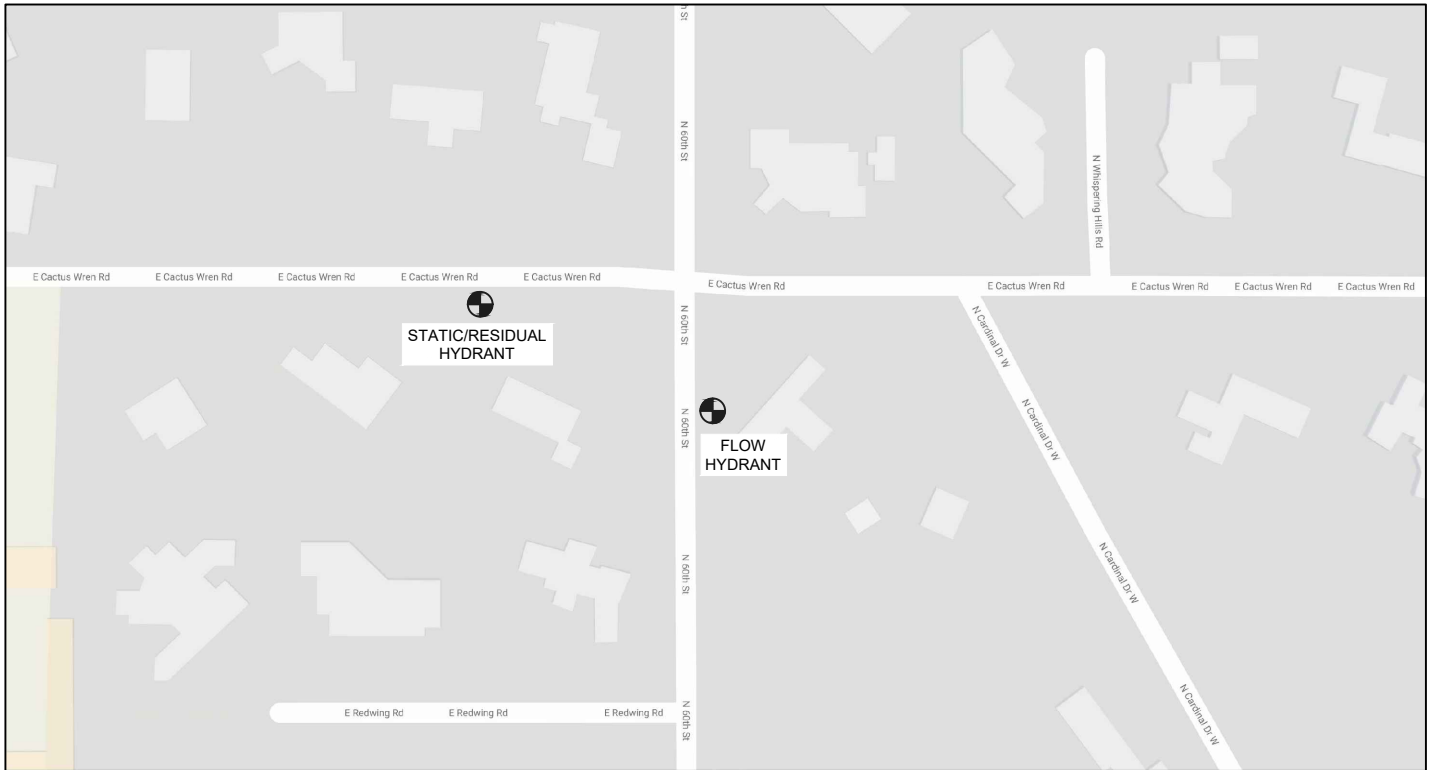 h St
N 60th St
N Whispering Hills Rd
E Cactus Wren Rd
E Cactus Wren Rd
E Cactus Wren Rd
E Cactus Wren Rd
E Cactus Wren Rd
E Cactus Wren Rd
E Cactus Wren Rd
E Cactus Wren Rd
E Cactus Wren Rd
E Cactus Wren Rd
STATIC/RESIDUAL
HYDRANT
N 60th St
N Cardinal Dr W
N 60th St
N Cardinal Dr W
FLOW
HYDRANT
N 60th St
N Cardinal Dr W
E Redwing Rd
E Redwing Rd
E Redwing Rd
N 60th St
N Cardinal Dr W